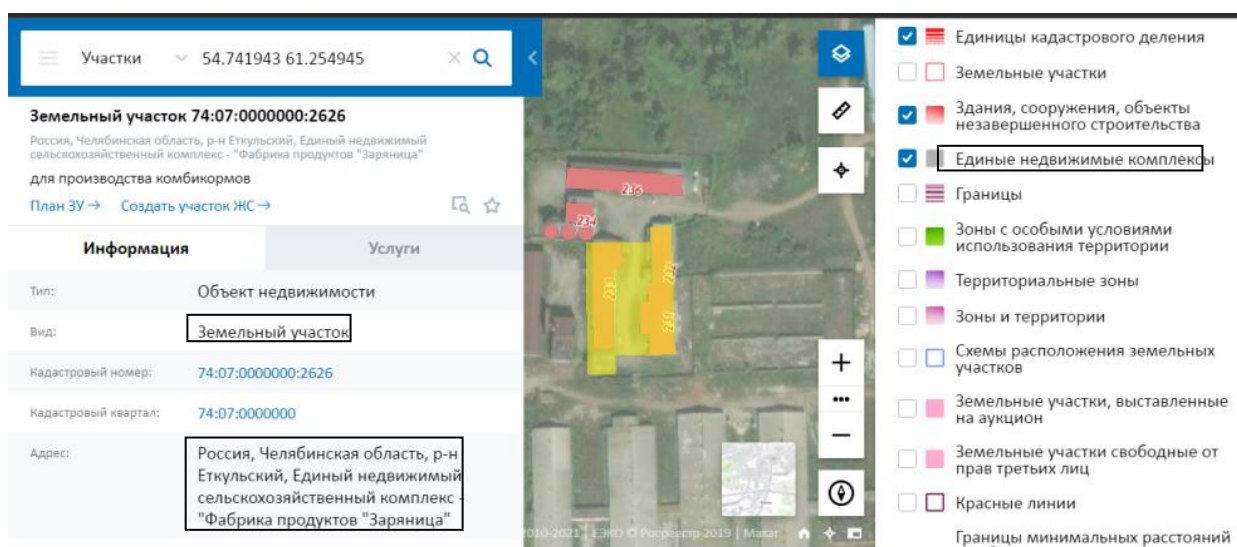 Участки 54.741943 61.254945
Земельный участок 74:07:0000000:2626
Россия, Челябинская область, р-н Еткульский, Единый недвижимый
сельскохозяйственный комплекс - "Фабрика продуктов "Заряница"
для производства комбикормов
План ЗУ → Создать участок ЖС →
Информация Услуги
Тип: Объект недвижимости
Вид: Земельный участок
Кадастровый номер: 74:07:0000000:2626
Кадастровый квартал: 74:07:0000000
Адрес: Россия, Челябинская область, р-н
Еткульский, Единый недвижимый
сельскохозяйственный комплекс -
"Фабрика продуктов "Заряница"
236
234
233
232
231
2010-2021 | ЕЭКО © Росреестр 2019 | Maxar
Единицы кадастрового деления
Земельные участки
Здания, сооружения, объекты
незавершенного строительства
Единые недвижимые комплексы
Границы
Зоны с особыми условиями
использования территории
Территориальные зоны
Зоны и территории
Схемы расположения земельных
участков
Земельные участки, выставленные
на аукцион
Земельные участки свободные от
прав третьих лиц
Красные линии
Границы минимальных расстояний